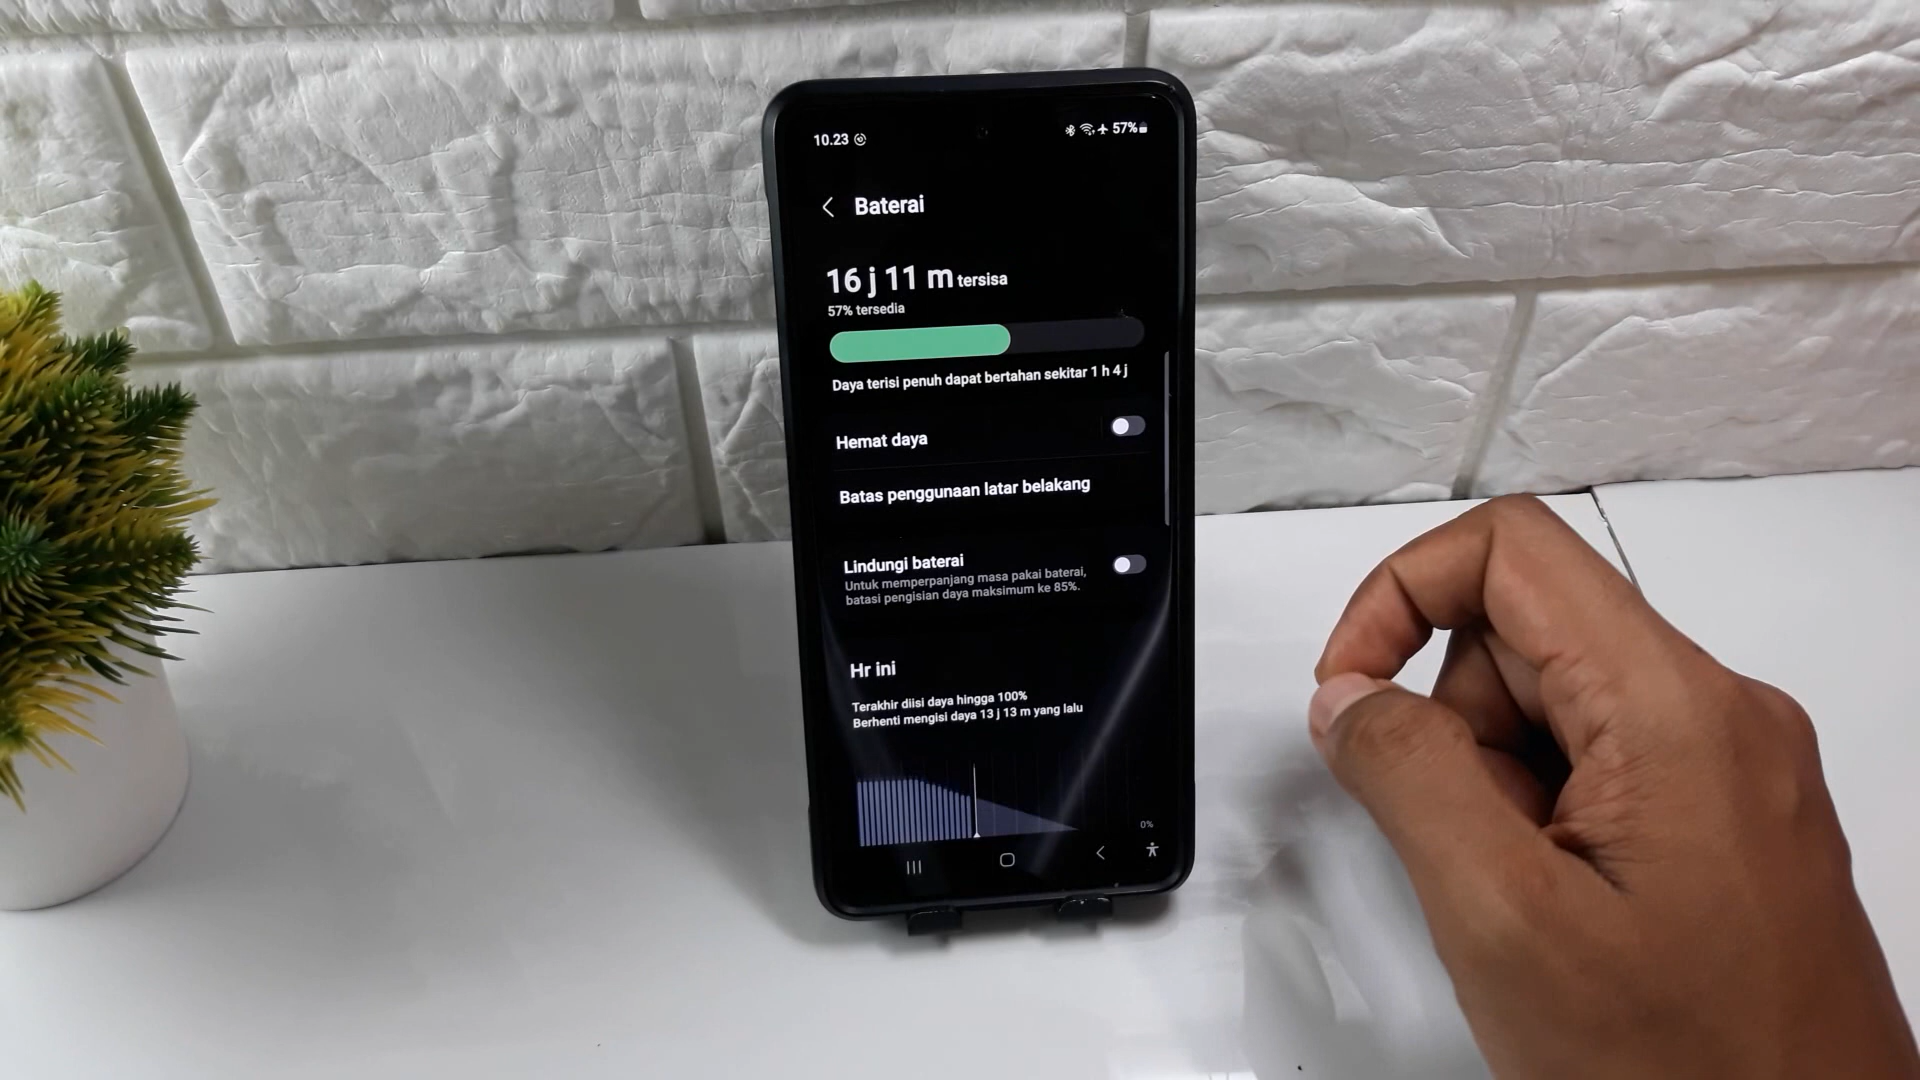 10.23
57%
Baterai
16 j 11 m tersisa
57% tersedia
Daya terisi penuh dapat bertahan sekitar 1 h 4 j
Hemat daya
Batas penggunaan latar belakang
Lindungi baterai
Untuk memperpanjang masa pakai baterai,
batasi pengisian daya maksimum ke 85%.
Hr ini
Terakhir diisi daya hingga 100%
Berhenti mengisi daya 13 j 13 m yang lalu
0%